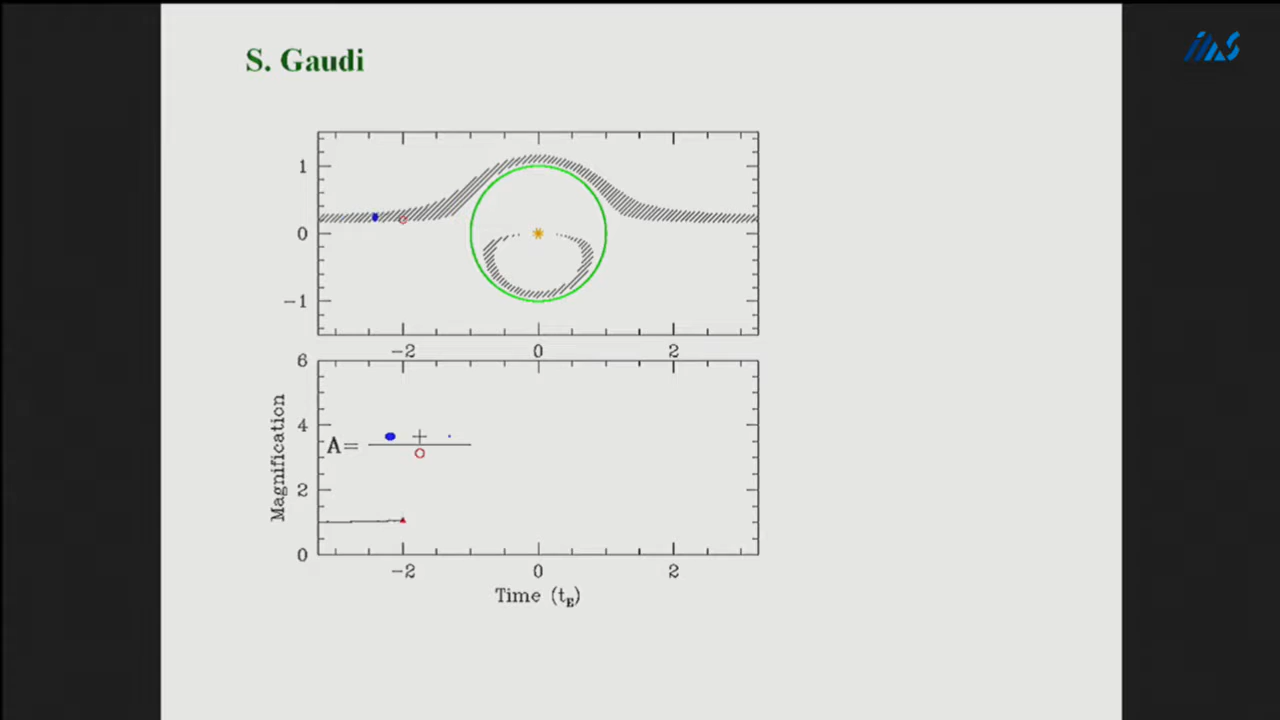 S. Gaudi
1
0
−1
−2 0 2
6
4
2
0
Magnification
A= +
−2 0 2
Time (tE)